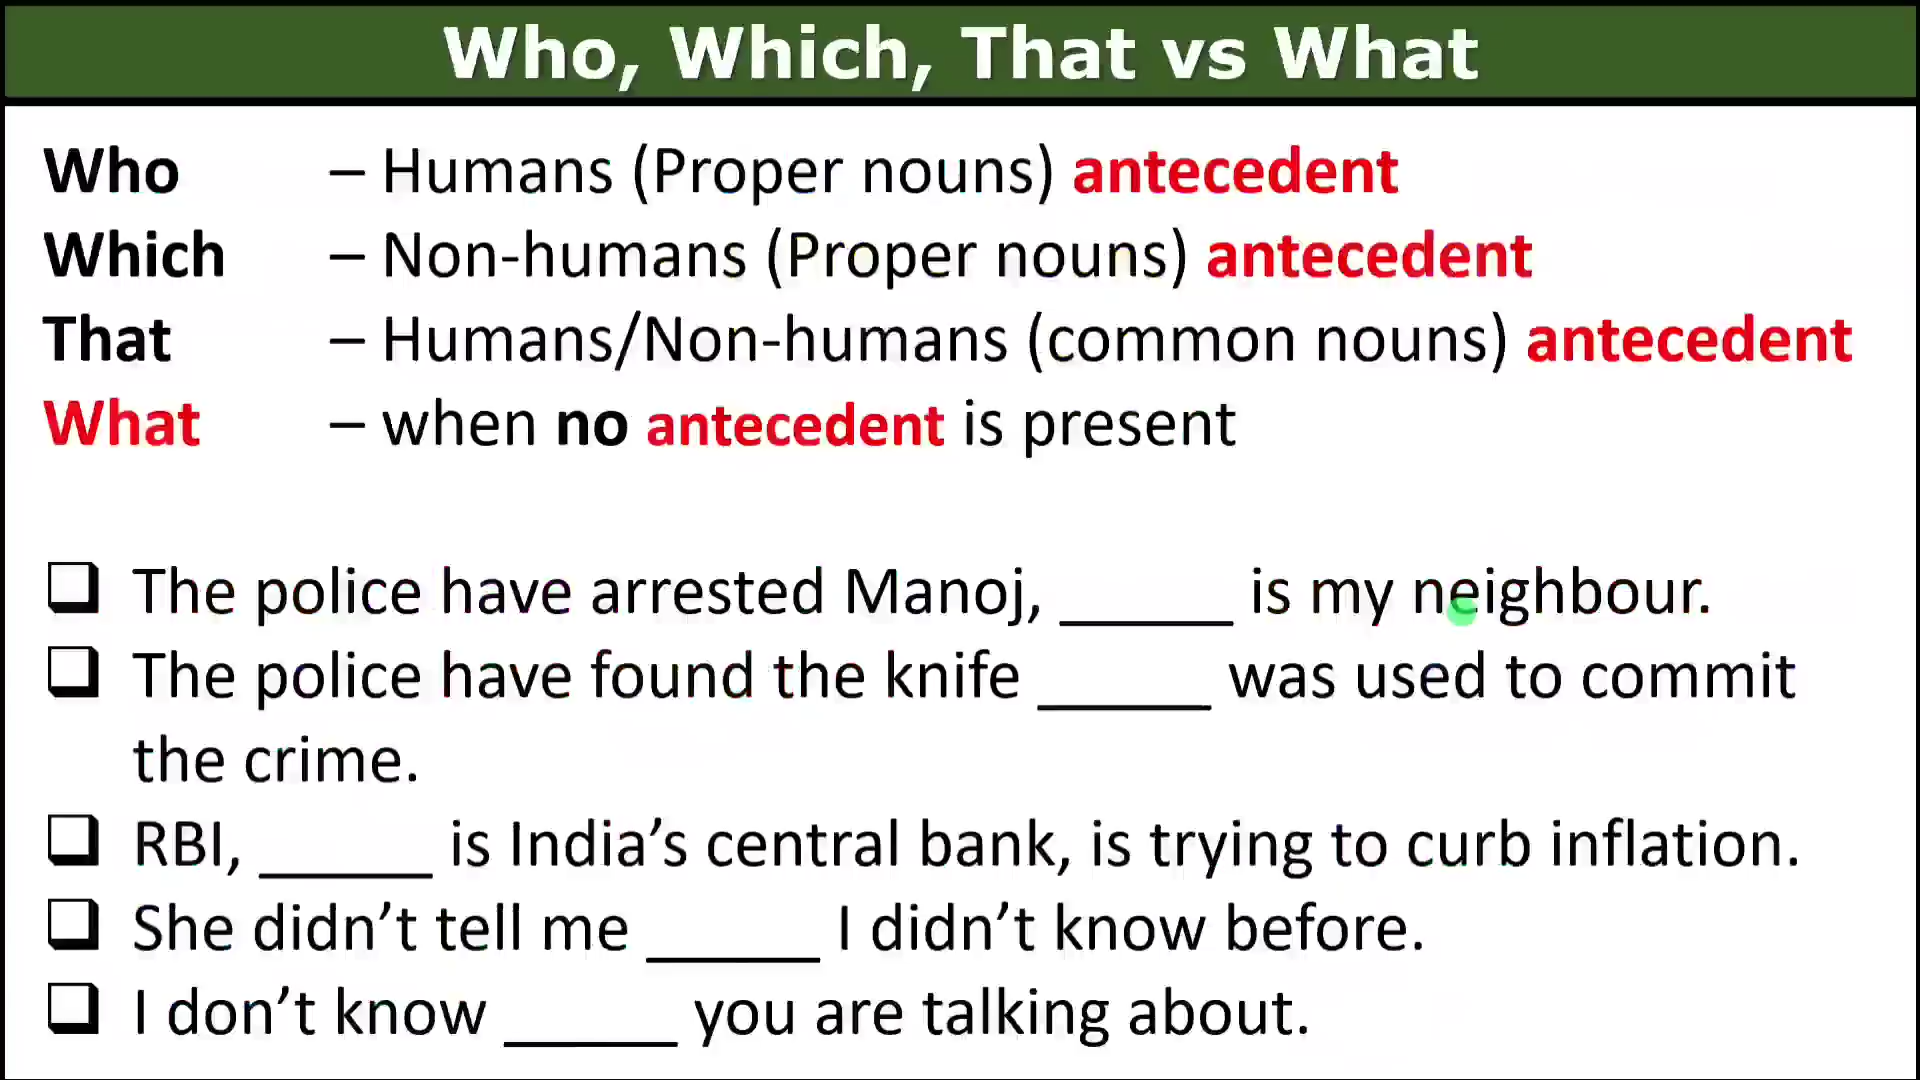 Who, Which, That vs What
Who – Humans (Proper nouns) antecedent
Which – Non-humans (Proper nouns) antecedent
That – Humans/Non-humans (common nouns) antecedent
What – when no antecedent is present
❑ The police have arrested Manoj, ______ is my neighbour.
❑ The police have found the knife ______ was used to commit
the crime.
❑ RBI, ______ is India’s central bank, is trying to curb inflation.
❑ She didn’t tell me ______ I didn’t know before.
❑ I don’t know ______ you are talking about.